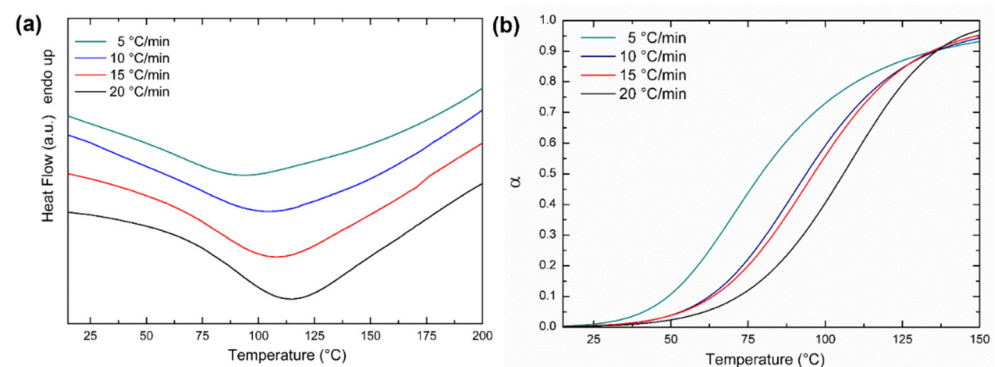 (a)
5 °C/min
10 °C/min
15 °C/min
20 °C/min
Heat Flow (a.u.) endo up
25 50 75 100 125 150 175 200
Temperature (°C)
(b)
5 °C/min
10 °C/min
15 °C/min
20 °C/min
1.0
0.9
0.8
0.7
0.6
0.5
0.4
0.3
0.2
0.1
0.0
α
25 50 75 100 125 150
Temperature (°C)